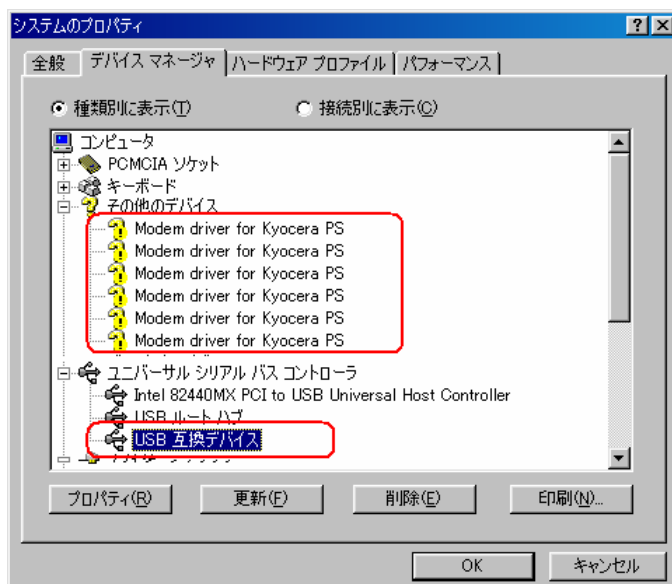 システムのプロパティ
全般 デバイス マネージャ ハードウェア プロファイル パフォーマンス
種類別に表示(T) 接続別に表示(C)
コンピュータ
PCMCIA ソケット
キーボード
その他のデバイス
Modem driver for Kyocera PS
Modem driver for Kyocera PS
Modem driver for Kyocera PS
Modem driver for Kyocera PS
Modem driver for Kyocera PS
Modem driver for Kyocera PS
ユニバーサル シリアル バス コントローラ
Intel 82440MX PCI to USB Universal Host Controller
USB ルート ハブ
USB 互換デバイス
プロパティ(R) 更新(F) 削除(E) 印刷(N)...
OK キャンセル